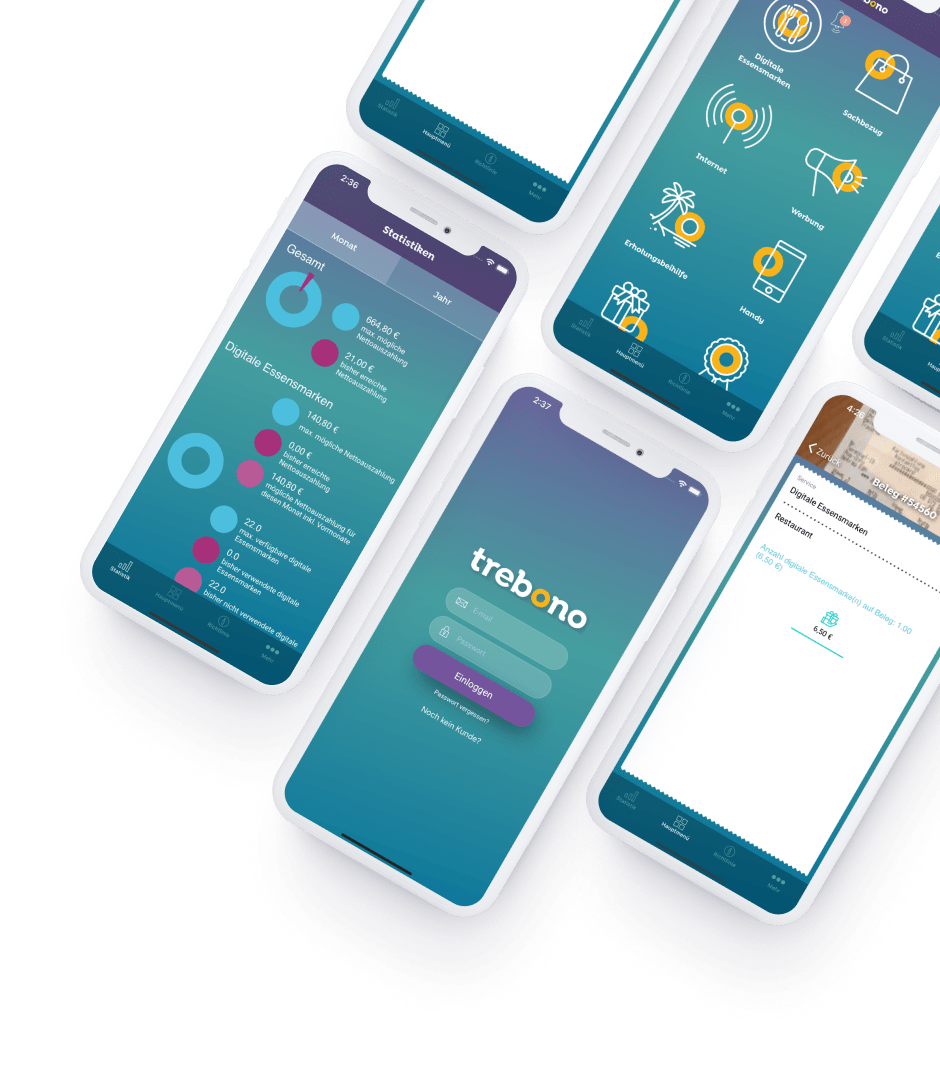 Statistik
Hauptmenü
Richtlinie
Mehr
trebono
1
Digitale
Essensmarken
Sachbezug
Internet
Werbung
Erholungsbeihilfe
Handy
Statistik
Hauptmenü
Richtlinie
Mehr
Statistik
2:36
Statistiken
Monat
Jahr
Gesamt
664,80 €
max. mögliche
Nettoauszahlung
21,00 €
bisher erreichte
Nettoauszahlung
Digitale Essensmarken
140,80 €
max. mögliche Nettoauszahlung
0,00 €
bisher erreichte
Nettoauszahlung
140,80 €
mögliche Nettoauszahlung für
diesen Monat inkl. Vormonate
22.0
max. verfügbare digitale
Essensmarken
0.0
bisher verwendete digitale
Essensmarken
22.0
bisher nicht verwendete digitale
Statistik
Hauptmenü
Richtlinie
Mehr
2:37
trebono
E-mail
Passwort
Einloggen
Passwort vergessen?
Noch kein Kunde?
4:26
Zurück
Beleg #54560
Service
Digitale Essensmarken
Restaurant
Anzahl digitale Essensmarke(n) auf Beleg: 1.00
(6,50 €)
6,50 €
Statistik
Hauptmenü
Richtlinie
Mehr